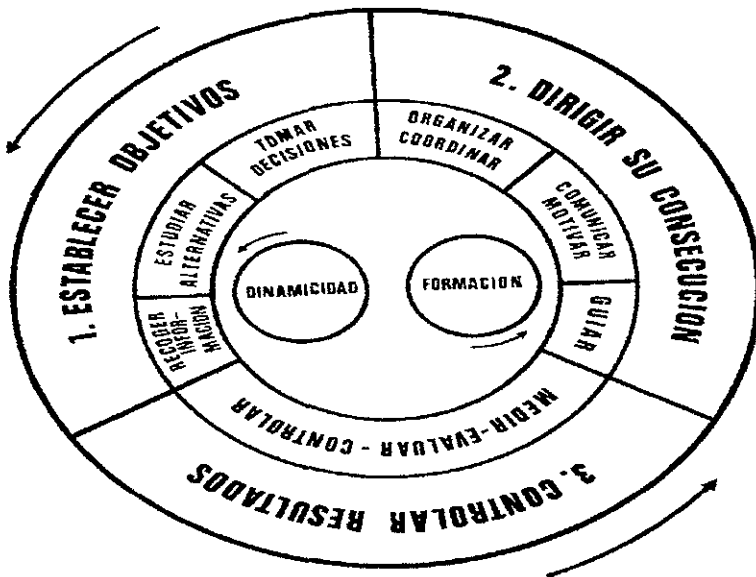 1. ESTABLECER OBJETIVOS
2. DIRIGIR SU CONSECUCION
3. CONTROLAR RESULTADOS
RECOGER
INFOR-
MACION
ESTUDIAR
ALTERNATIVAS
TOMAR
DECISIONES
ORGANIZAR
COORDINAR
COMUNICAR
MOTIVAR
GUIAR
MEDIR-EVALUAR - CONTROLAR
DINAMICIDAD
FORMACION